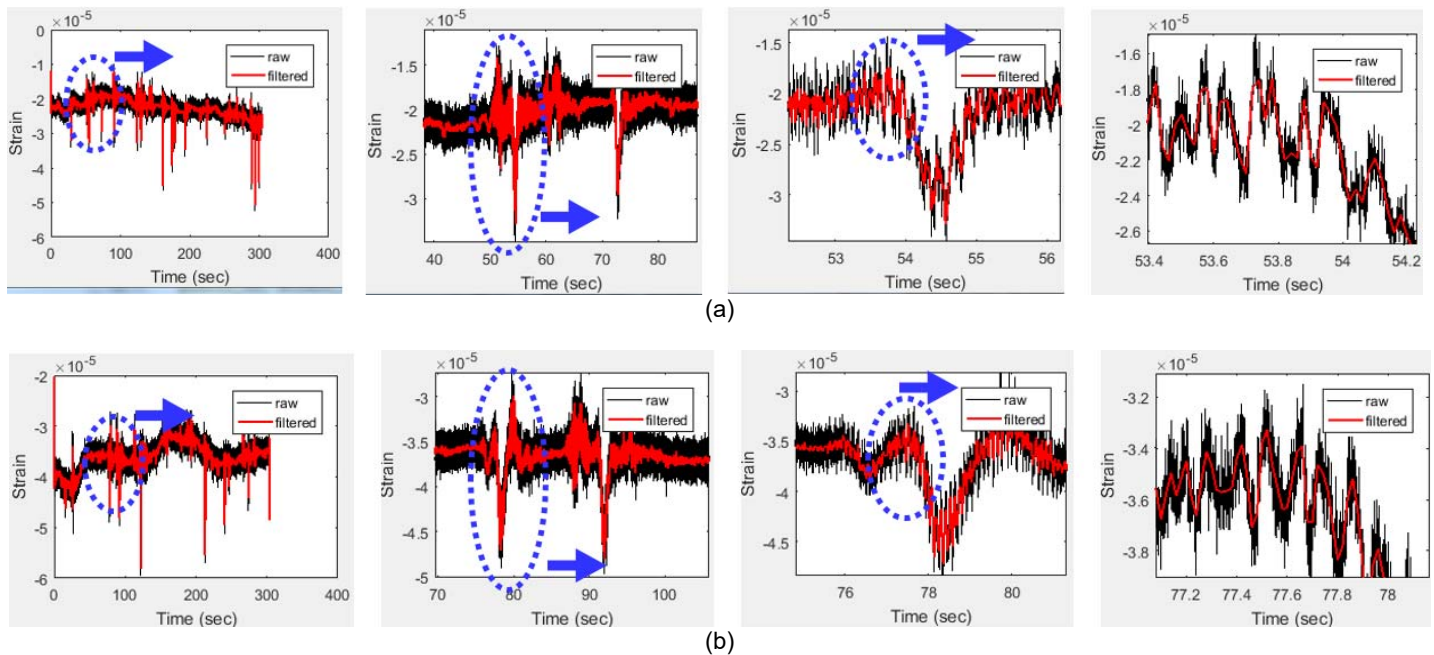 ×10⁻⁵
0
-1
-2
-3
-4
-5
-6
0 100 200 300 400
Strain
Time (sec)
raw
filtered
×10⁻⁵
-1.5
-2
-2.5
-3
40 50 60 70 80
Strain
Time (sec)
raw
filtered
×10⁻⁵
-1.5
-2
-2.5
-3
53 54 55 56
Strain
Time (sec)
raw
filtered
×10⁻⁵
-1.6
-1.8
-2
-2.2
-2.4
-2.6
53.4 53.6 53.8 54 54.2
Strain
Time (sec)
raw
filtered
(a)
×10⁻⁵
-2
-3
-4
-5
-6
0 100 200 300 400
Strain
Time (sec)
raw
filtered
×10⁻⁵
-3
-3.5
-4
-4.5
-5
70 80 90 100
Strain
Time (sec)
raw
filtered
×10⁻⁵
-3
-3.5
-4
-4.5
76 78 80
Strain
Time (sec)
raw
filtered
×10⁻⁵
-3.2
-3.4
-3.6
-3.8
77.2 77.4 77.6 77.8 78
Strain
Time (sec)
raw
filtered
(b)